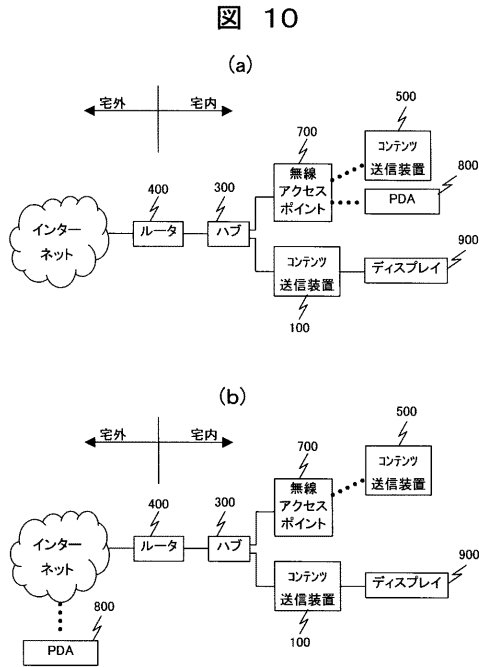 図 10
(a)
宅外
宅内
500
コンテンツ
送信装置
700
無線
アクセス
ポイント
800
PDA
400
ルータ
300
ハブ
インター
ネット
コンテンツ
送信装置
100
900
ディスプレイ
(b)
宅外
宅内
500
コンテンツ
送信装置
700
無線
アクセス
ポイント
400
ルータ
300
ハブ
インター
ネット
コンテンツ
送信装置
100
900
ディスプレイ
800
PDA